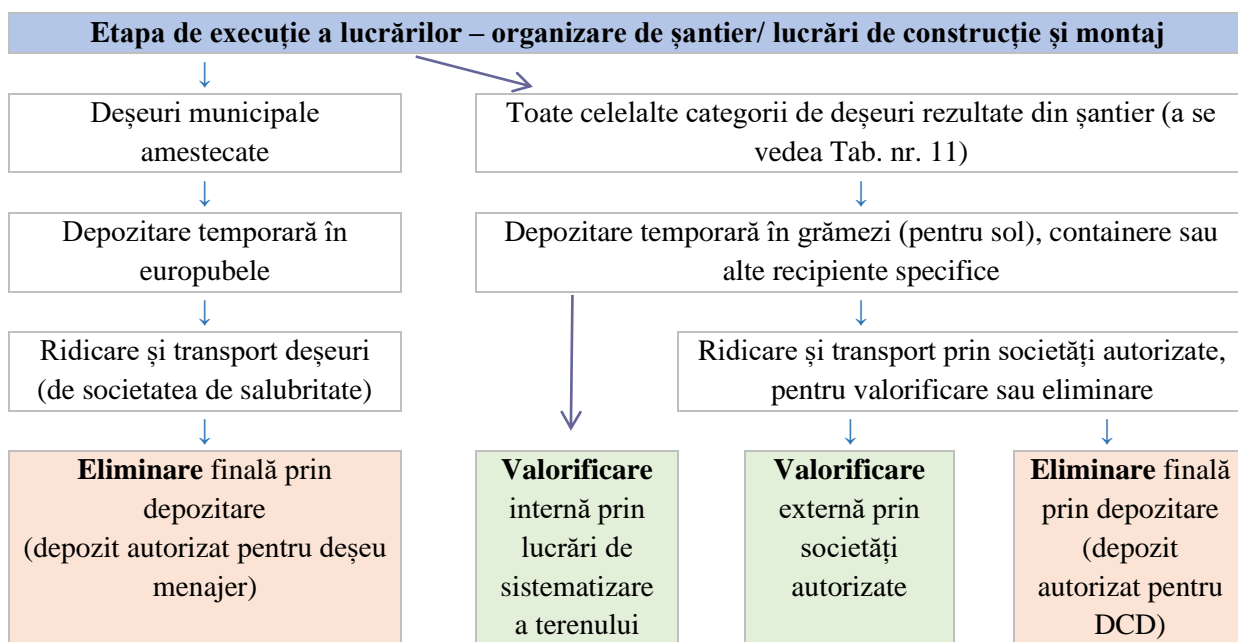 Etapa de execuție a lucrărilor – organizare de șantier/ lucrări de construcție și montaj
Deșeuri municipale
amestecate
Toate celelalte categorii de deșeuri rezultate din șantier (a se
vedea Tab. nr. 11)
Depozitare temporară în
europubele
Depozitare temporară în grămezi (pentru sol), containere sau
alte recipiente specifice
Ridicare și transport deșeuri
(de societatea de salubritate)
Ridicare și transport prin societăți autorizate,
pentru valorificare sau eliminare
Eliminare finală prin
depozitare
(depozit autorizat pentru deșeu
menajer)
Valorificare
internă prin
lucrări de
sistematizare
a terenului
Valorificare
externă prin
societăți
autorizate
Eliminare finală
prin depozitare
(depozit
autorizat pentru
DCD)